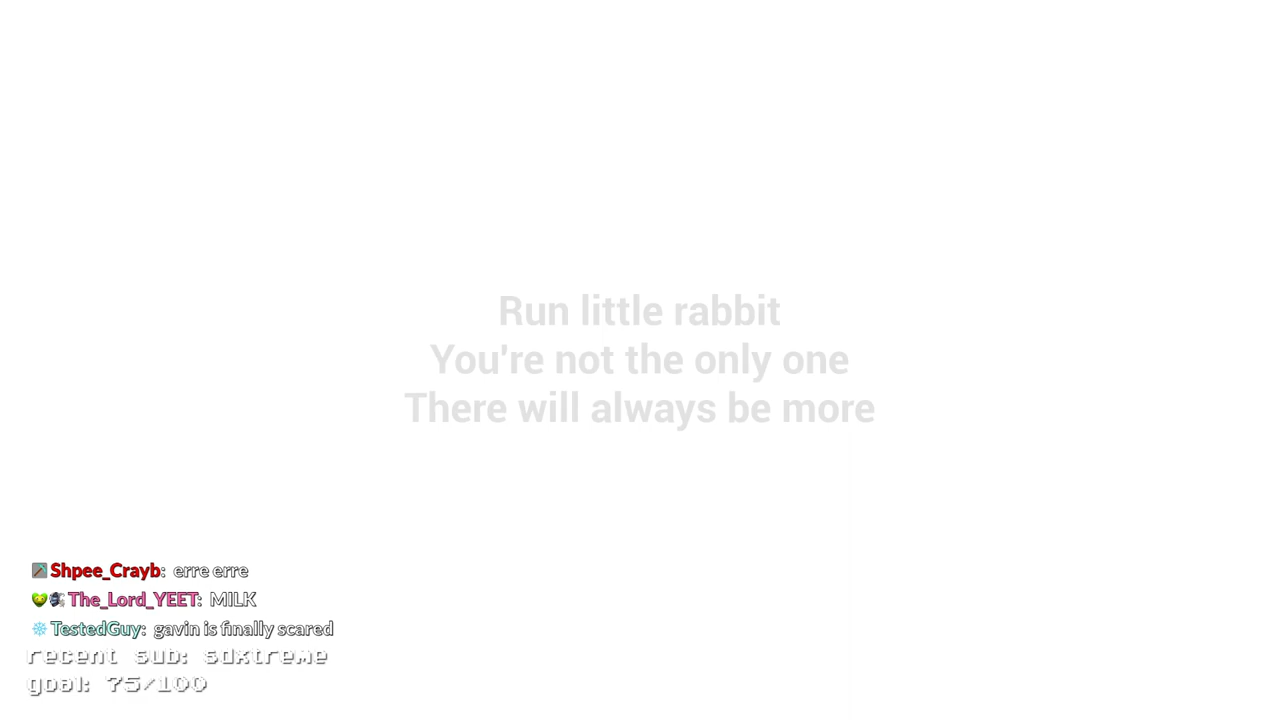 Run little rabbit
You're not the only one
There will always be more
Shpee_Crayb: erre erre
The_Lord_YEET: MILK
TestedGuy: gavin is finally scared
recent sub: sdxtreme
goal: 75/100